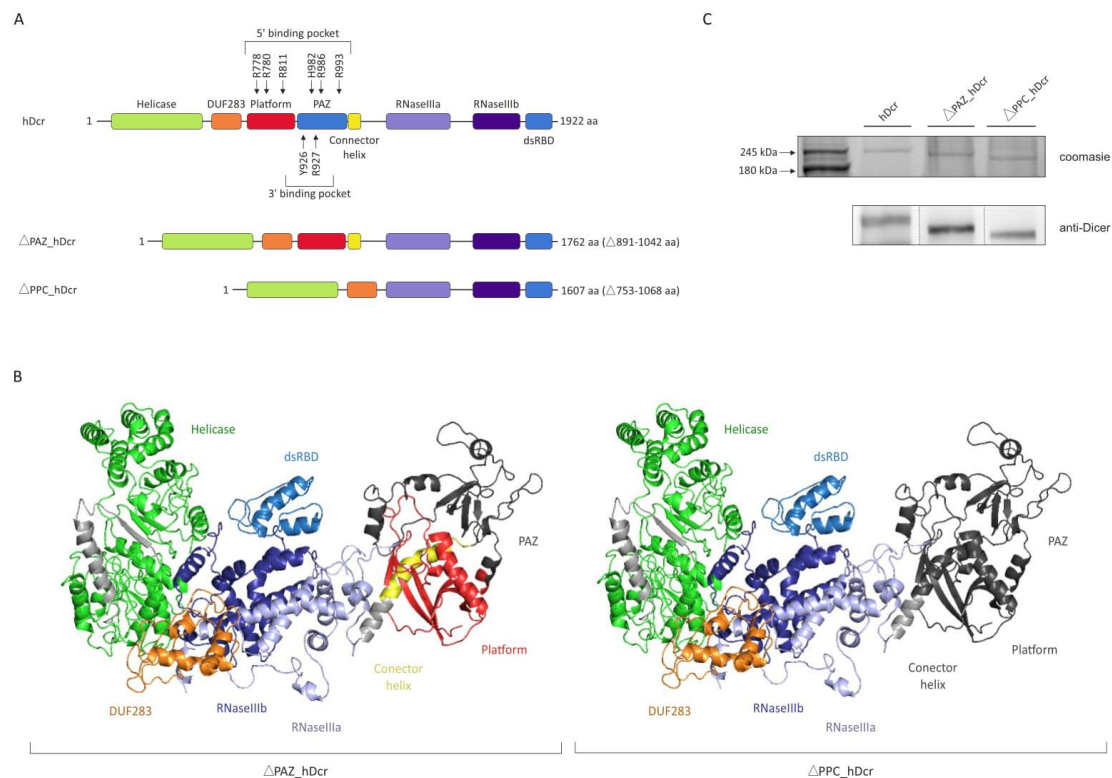 A
5' binding pocket
R778
R780
R811
H982
R986
R993
Helicase DUF283 Platform PAZ RNaseIIIa RNaseIIIb
hDcr 1 1922 aa
Connector
helix
dsRBD
Y926
R927
3' binding pocket
△PAZ_hDcr 1 1762 aa (△891-1042 aa)
△PPC_hDcr 1 1607 aa (△753-1068 aa)
C
hDcr
△PAZ_hDcr
△PPC_hDcr
245 kDa
180 kDa
coomasie
anti-Dicer
B
Helicase
dsRBD
PAZ
Platform
Conector
helix
DUF283
RNaseIIIb
RNaseIIIa
△PAZ_hDcr
Helicase
dsRBD
PAZ
Platform
Conector
helix
DUF283
RNaseIIIb
RNaseIIIa
△PPC_hDcr